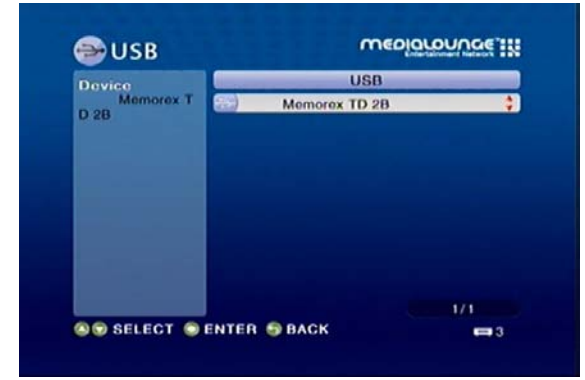 USB
MEDIALOUNGE
Entertainment Network
Device
Memorex T
D 2B
USB
Memorex TD 2B
1/1
SELECT ENTER BACK
3